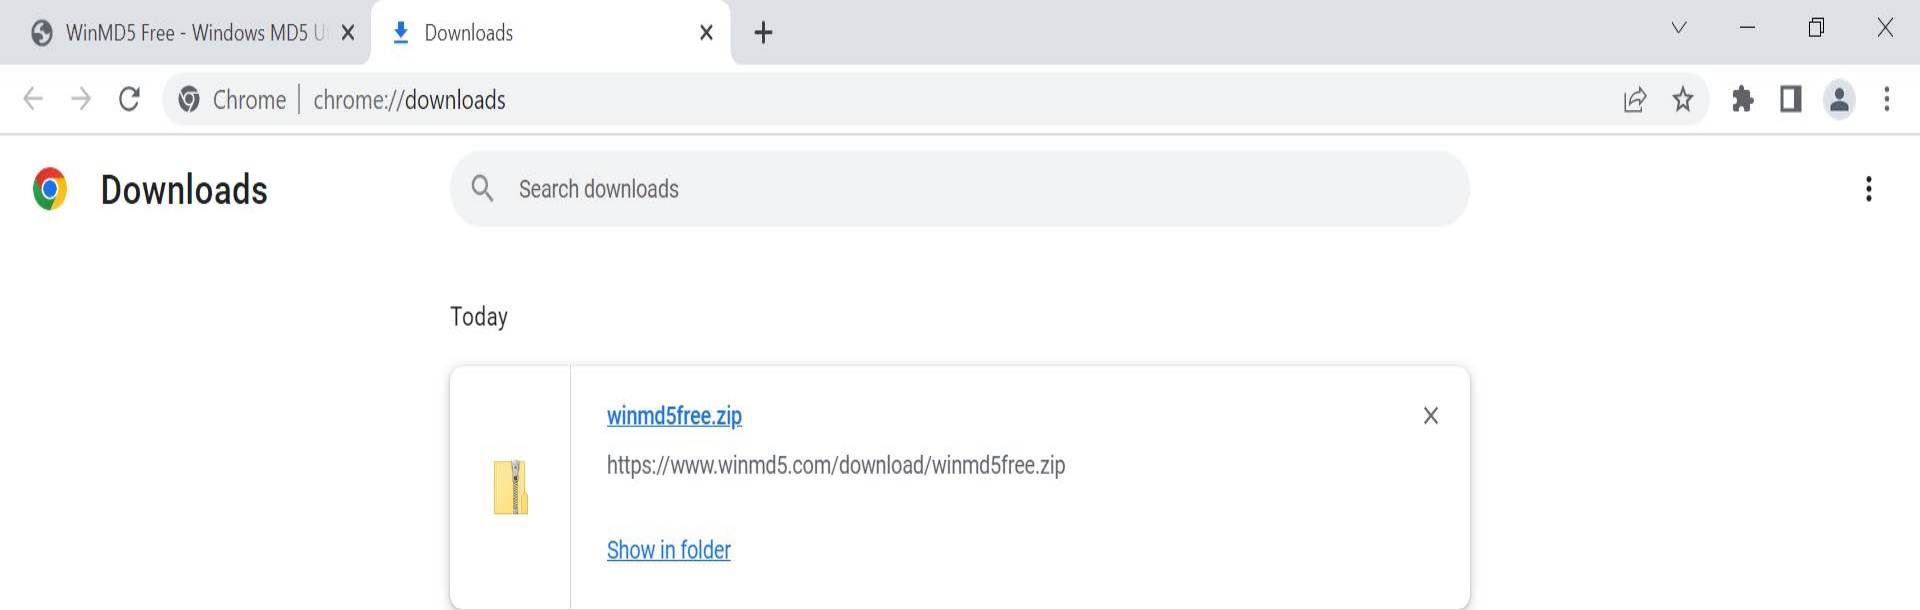 WinMD5 Free - Windows MD5 U
Downloads
Chrome
chrome://downloads
Downloads
Search downloads
Today
winmd5free.zip
https://www.winmd5.com/download/winmd5free.zip
Show in folder